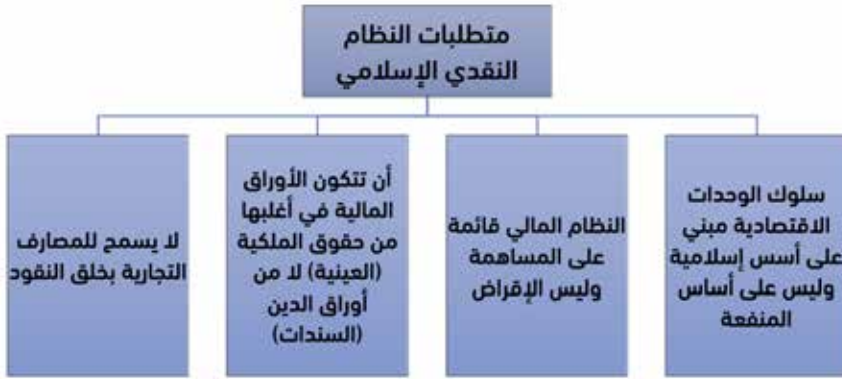 متطلبات النظام
النقدي الإسلامي
سلوك الوحدات
الاقتصادية مبني
على أسس إسلامية
وليس على أساس
المنفعة
النظام المالي قائمة
على المساهمة
وليس الإقراض
أن تتكون الأوراق
المالية في أغلبها
من حقوق الملكية
(العينية) لا من
أوراق الدين
(السندات)
لا يسمح للمصارف
التجارية بخلق النقود